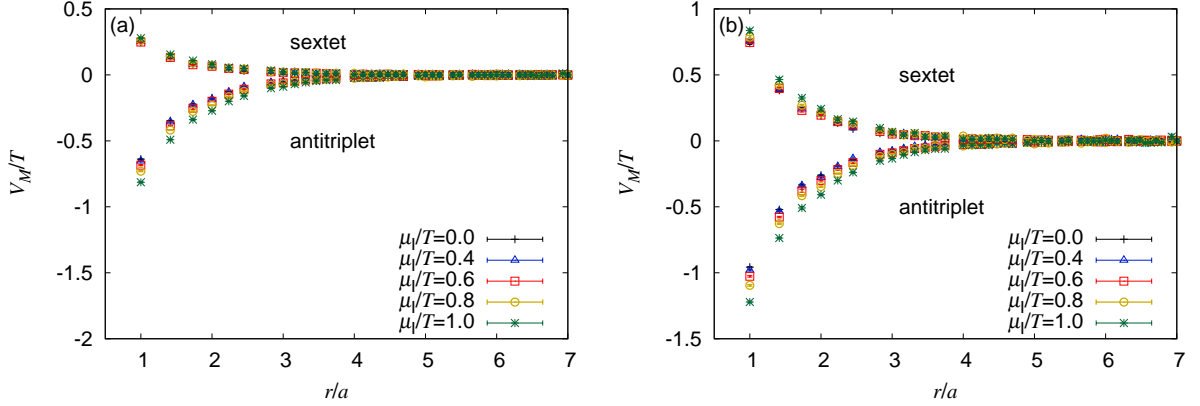 (a)
sextet
antitriplet
V_M/T
0.5
0
-0.5
-1
-1.5
-2
μ_I/T=0.0
μ_I/T=0.4
μ_I/T=0.6
μ_I/T=0.8
μ_I/T=1.0
1 2 3 4 5 6 7
r/a
(b)
sextet
antitriplet
V_M/T
1
0.5
0
-0.5
-1
-1.5
μ_I/T=0.0
μ_I/T=0.4
μ_I/T=0.6
μ_I/T=0.8
μ_I/T=1.0
1 2 3 4 5 6 7
r/a